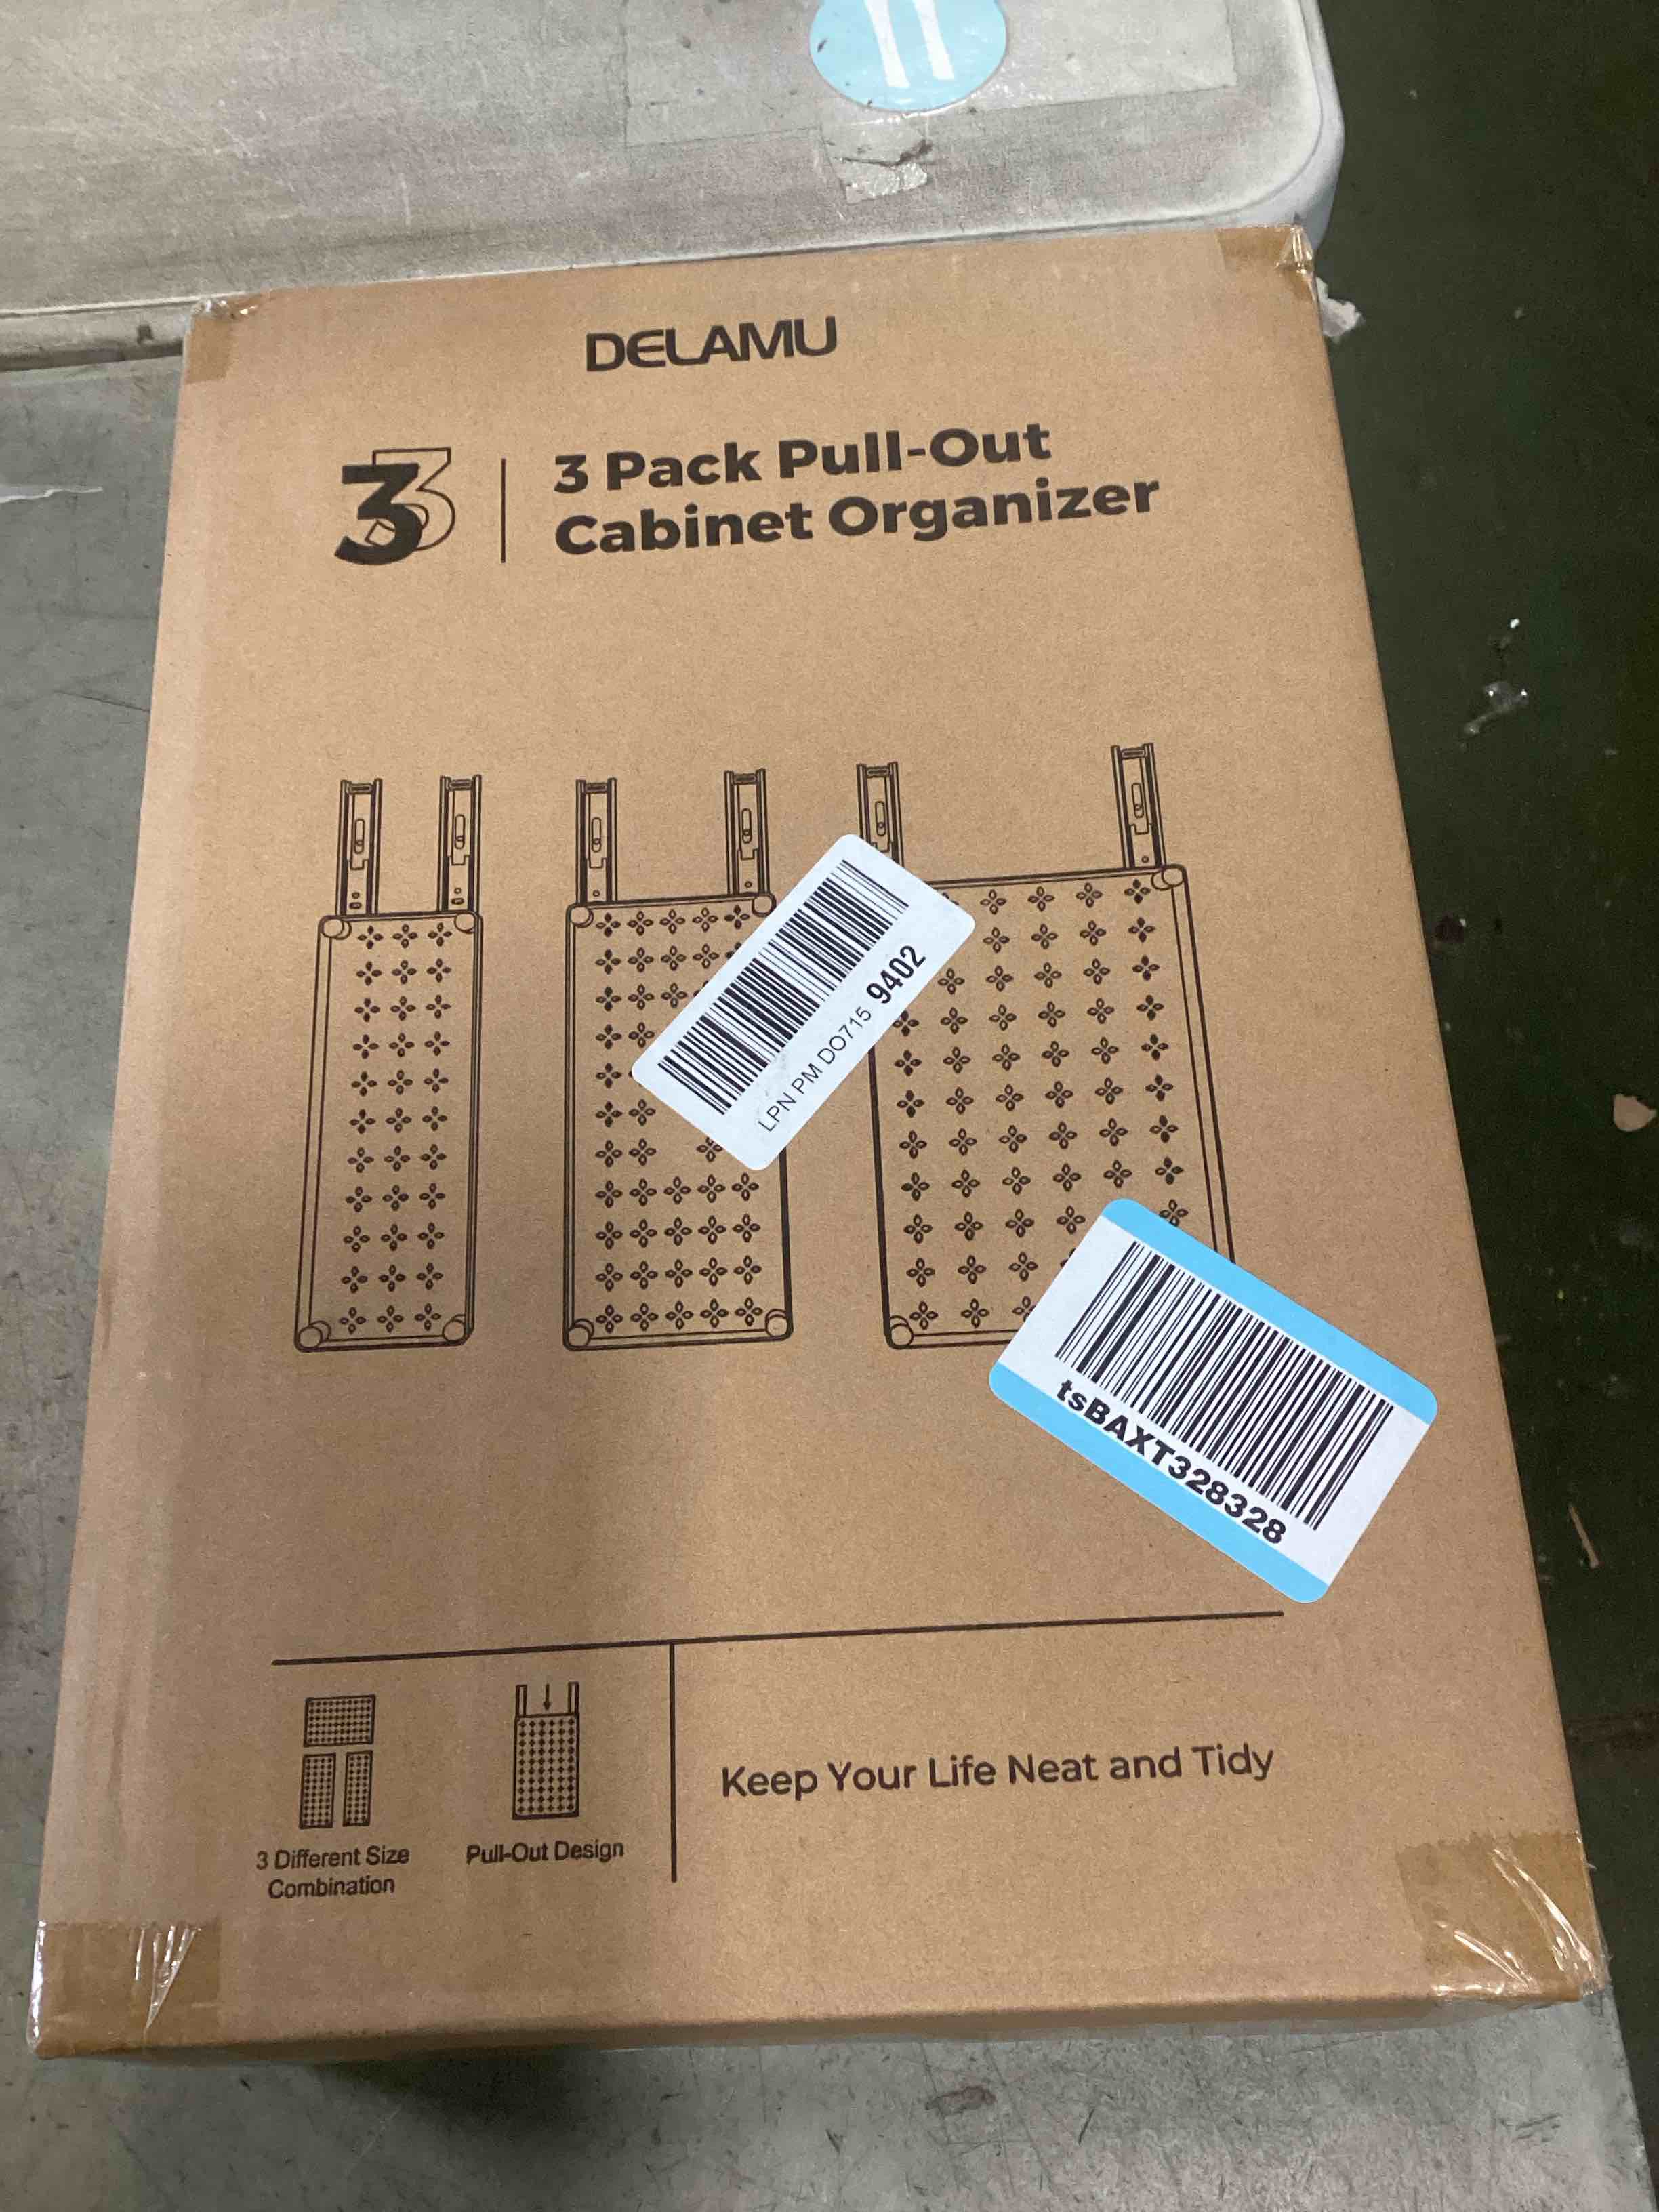 DELAMU
33
3 Pack Pull-Out
Cabinet Organizer
LPN PM DO715 9402
tsBAXT328328
3 Different Size
Combination
Pull-Out Design
Keep Your Life Neat and Tidy